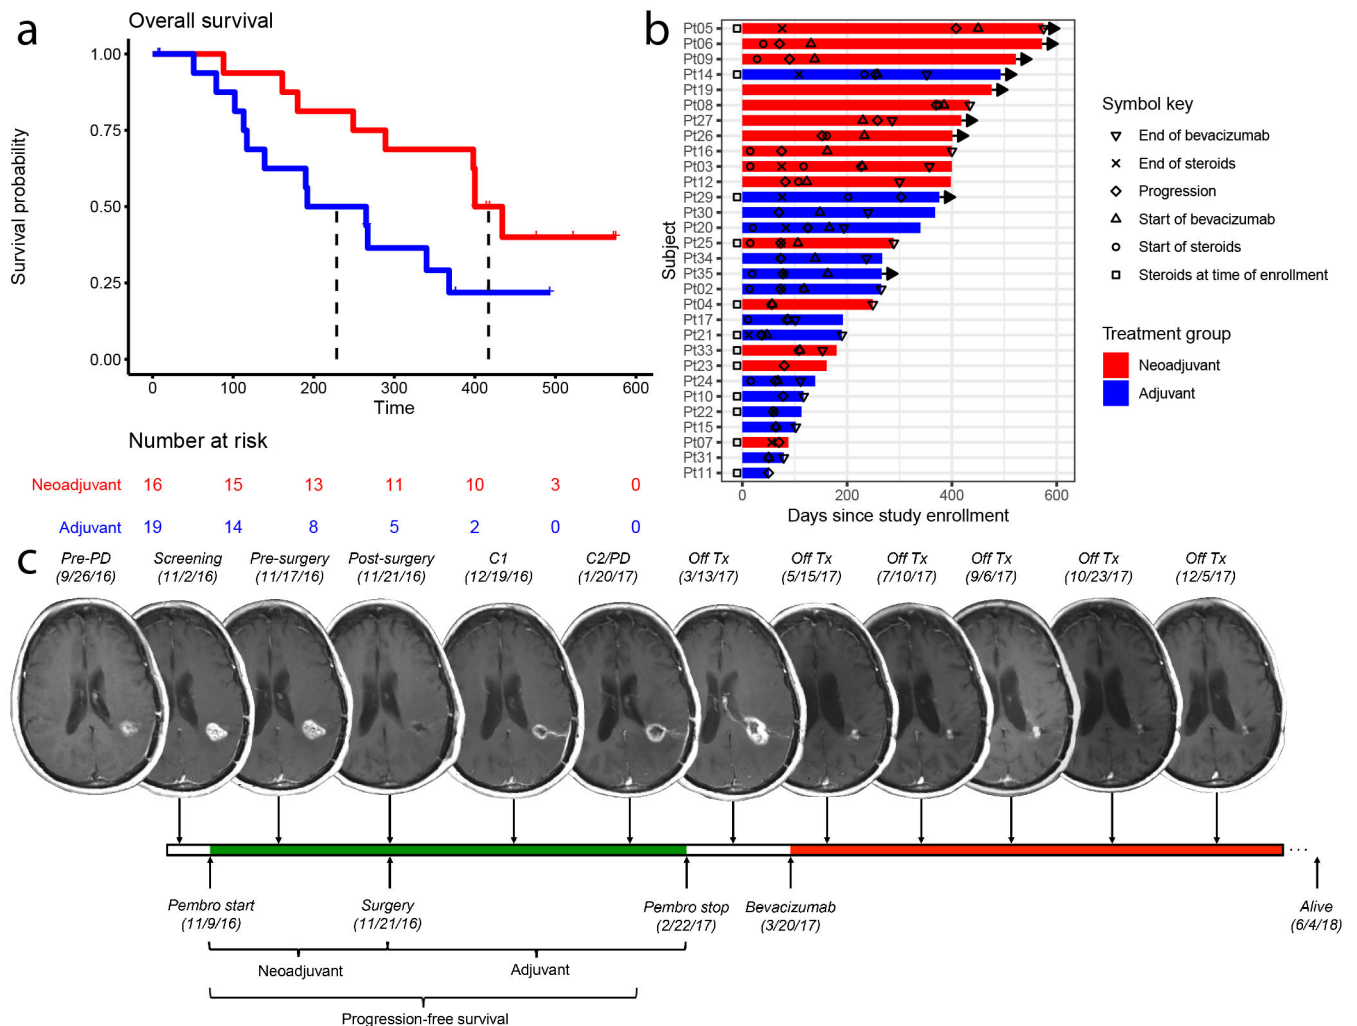 a
Overall survival
Survival probability
1.00
0.75
0.50
0.25
0.00
0
100
200
300
400
500
600
Time
Number at risk
Neoadjuvant 16 15 13 11 10 3 0
Adjuvant 19 14 8 5 2 0 0
b
Subject
Pt05
Pt06
Pt09
Pt14
Pt19
Pt08
Pt27
Pt26
Pt16
Pt03
Pt12
Pt29
Pt30
Pt20
Pt25
Pt34
Pt35
Pt02
Pt04
Pt17
Pt21
Pt33
Pt23
Pt24
Pt10
Pt22
Pt15
Pt07
Pt31
Pt11
0
200
400
600
Days since study enrollment
Symbol key
End of bevacizumab
End of steroids
Progression
Start of bevacizumab
Start of steroids
Steroids at time of enrollment
Treatment group
Neoadjuvant
Adjuvant
c
Pre-PD
(9/26/16)
Screening
(11/2/16)
Pre-surgery
(11/17/16)
Post-surgery
(11/21/16)
C1
(12/19/16)
C2/PD
(1/20/17)
Off Tx
(3/13/17)
Off Tx
(5/15/17)
Off Tx
(7/10/17)
Off Tx
(9/6/17)
Off Tx
(10/23/17)
Off Tx
(12/5/17)
...
Pembro start
(11/9/16)
Surgery
(11/21/16)
Pembro stop
(2/22/17)
Bevacizumab
(3/20/17)
Alive
(6/4/18)
Neoadjuvant
Adjuvant
Progression-free survival